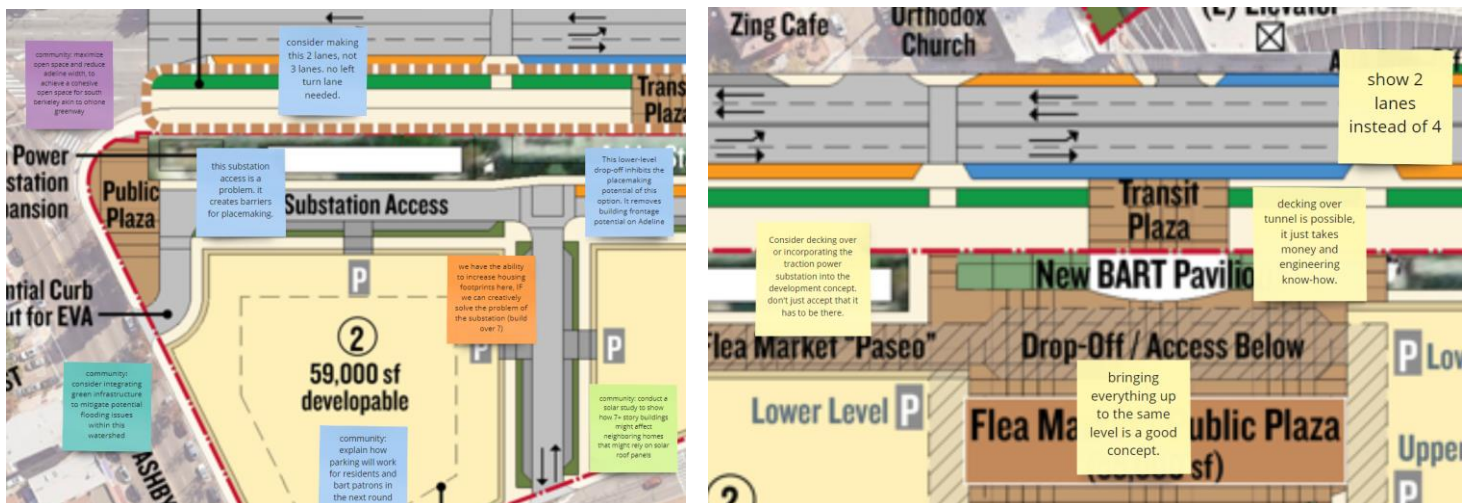 community: maximize
open space and reduce
adeline width, to
achieve a cohesive
open space for south
berkeley akin to ohlone
greenway
consider making
this 2 lanes, not
3 lanes. no left
turn lane
needed.
Trans
Plaza
Power
station
pansion
Public
Plaza
this substation
access is a
problem. it
creates barriers
for placemaking.
Substation Access
This lower-level
drop-off inhibits the
placemaking
potential of this
option. It removes
building frontage
potential on Adeline
we have the ability
to increase housing
footprints here, IF
we can creatively
solve the problem of
the substation (build
over ?)
P
ntial Curb
ut for EVA
2
59,000 sf
developable
P
P
ST
community:
consider integrating
green infrastructure
to mitigate potential
flooding issues
within this
watershed
community:
explain how
parking will work
for residents and
bart patrons in
the next round
community: conduct a
solar study to show
how 7+ story buildings
might affect
neighboring homes
that might rely on solar
roof panels
ASHBY
Zing Cafe
Orthodox
Church
(E) Elevator
show 2
lanes
instead of 4
Transit
Plaza
decking over
tunnel is possible,
it just takes
money and
engineering
know-how.
Consider decking over
or incorporating the
traction power
substation into the
development concept.
don't just accept that it
has to be there.
New BART Pavilio
Flea Market "Paseo"
Drop-Off / Access Below
bringing
everything up
to the same
level is a good
concept.
Lower Level P
P Low
Flea Ma
ublic Plaza
sf)
Upper
P
2